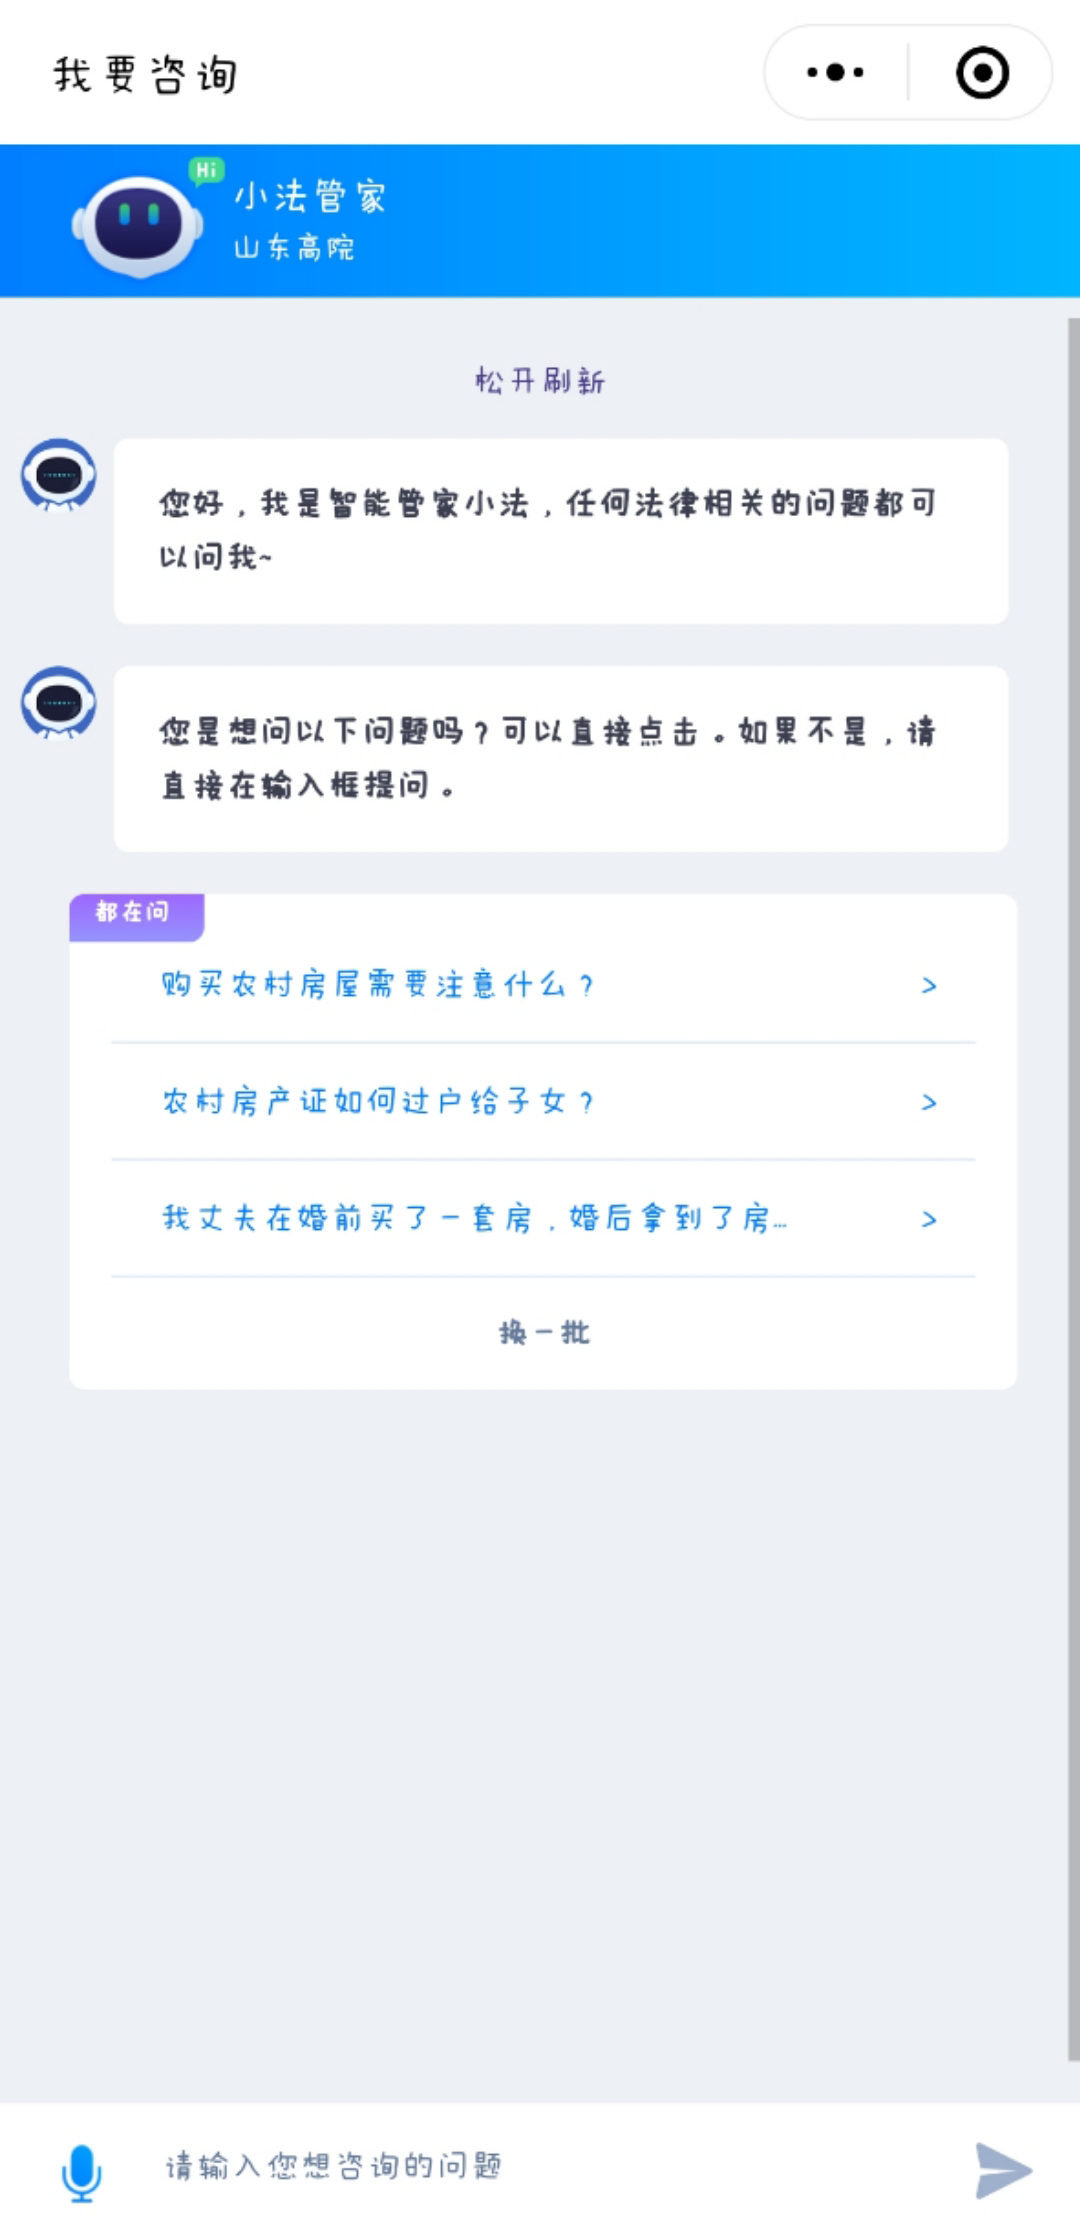 我要咨询
Hi
小法管家
山东高院
松开刷新
您好，我是智能管家小法，任何法律相关的问题都可
以问我~
您是想问以下问题吗？可以直接点击。如果不是，请
直接在输入框提问。
都在问
购买农村房屋需要注意什么？ >
农村房产证如何过户给子女？ >
我丈夫在婚前买了一套房，婚后拿到了房... >
换一批
请输入您想咨询的问题